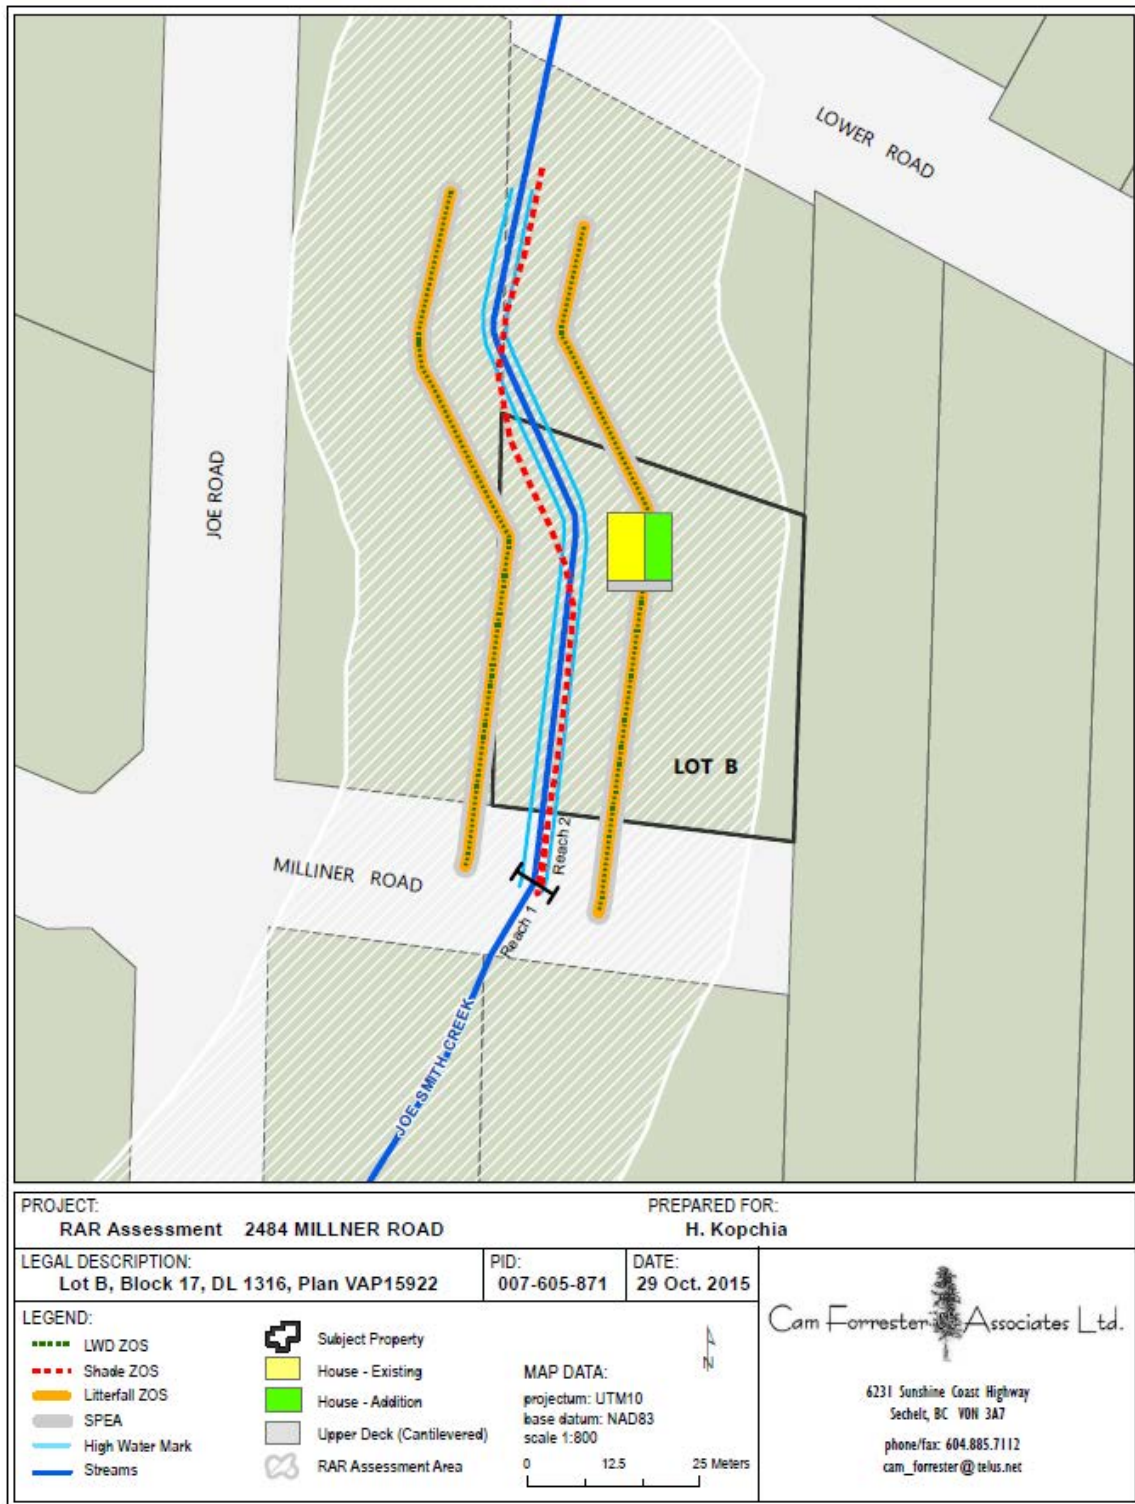 LOWER ROAD
JOE ROAD
LOT B
MILLINER ROAD
Reach 2
Reach 1
JOE SMITH CREEK
PROJECT:
RAR Assessment 2484 MILLNER ROAD
PREPARED FOR:
H. Kopchia
LEGAL DESCRIPTION:
Lot B, Block 17, DL 1316, Plan VAP15922
PID:
007-605-871
DATE:
29 Oct. 2015
LEGEND:
LWD ZOS
Shade ZOS
Litterfall ZOS
SPEA
High Water Mark
Streams
Subject Property
House - Existing
House - Addition
Upper Deck (Cantilevered)
RAR Assessment Area
N
MAP DATA:
projectum: UTM10
base datum: NAD83
scale 1:800
0 12.5 25 Meters
Cam Forrester & Associates Ltd.
6231 Sunshine Coast Highway
Sechelt, BC V0N 3A7
phone/fax: 604.885.7112
cam_forrester@telus.net